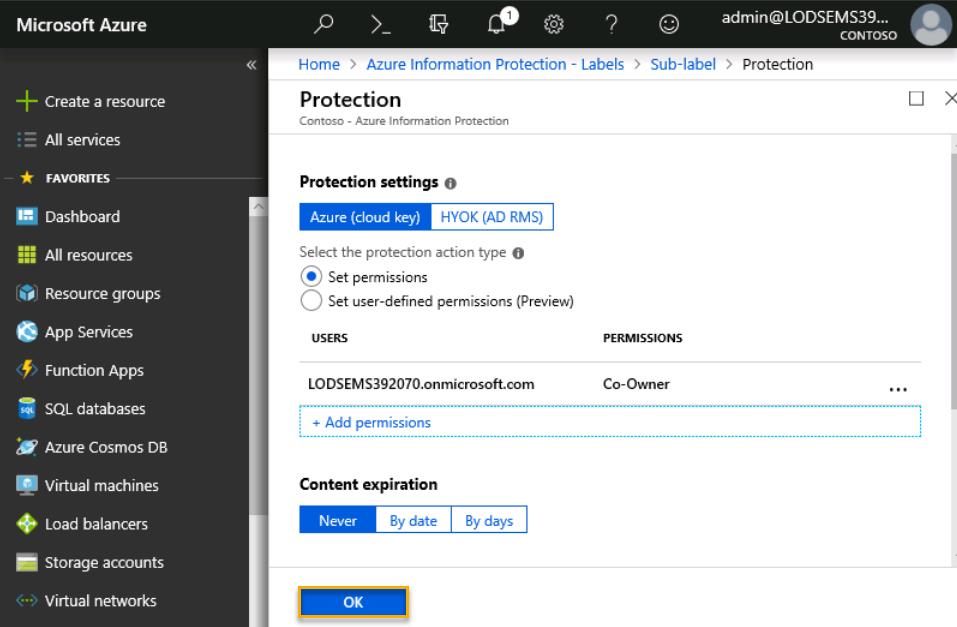 Microsoft Azure
1
admin@LODSEMS39...
CONTOSO
«
Create a resource
All services
FAVORITES
Dashboard
All resources
Resource groups
App Services
Function Apps
SQL databases
Azure Cosmos DB
Virtual machines
Load balancers
Storage accounts
Virtual networks
Home > Azure Information Protection - Labels > Sub-label > Protection
Protection
Contoso - Azure Information Protection
Protection settings
Azure (cloud key) HYOK (AD RMS)
Select the protection action type
Set permissions
Set user-defined permissions (Preview)
USERS PERMISSIONS
LODSEMS392070.onmicrosoft.com Co-Owner ...
+ Add permissions
Content expiration
Never By date By days
OK